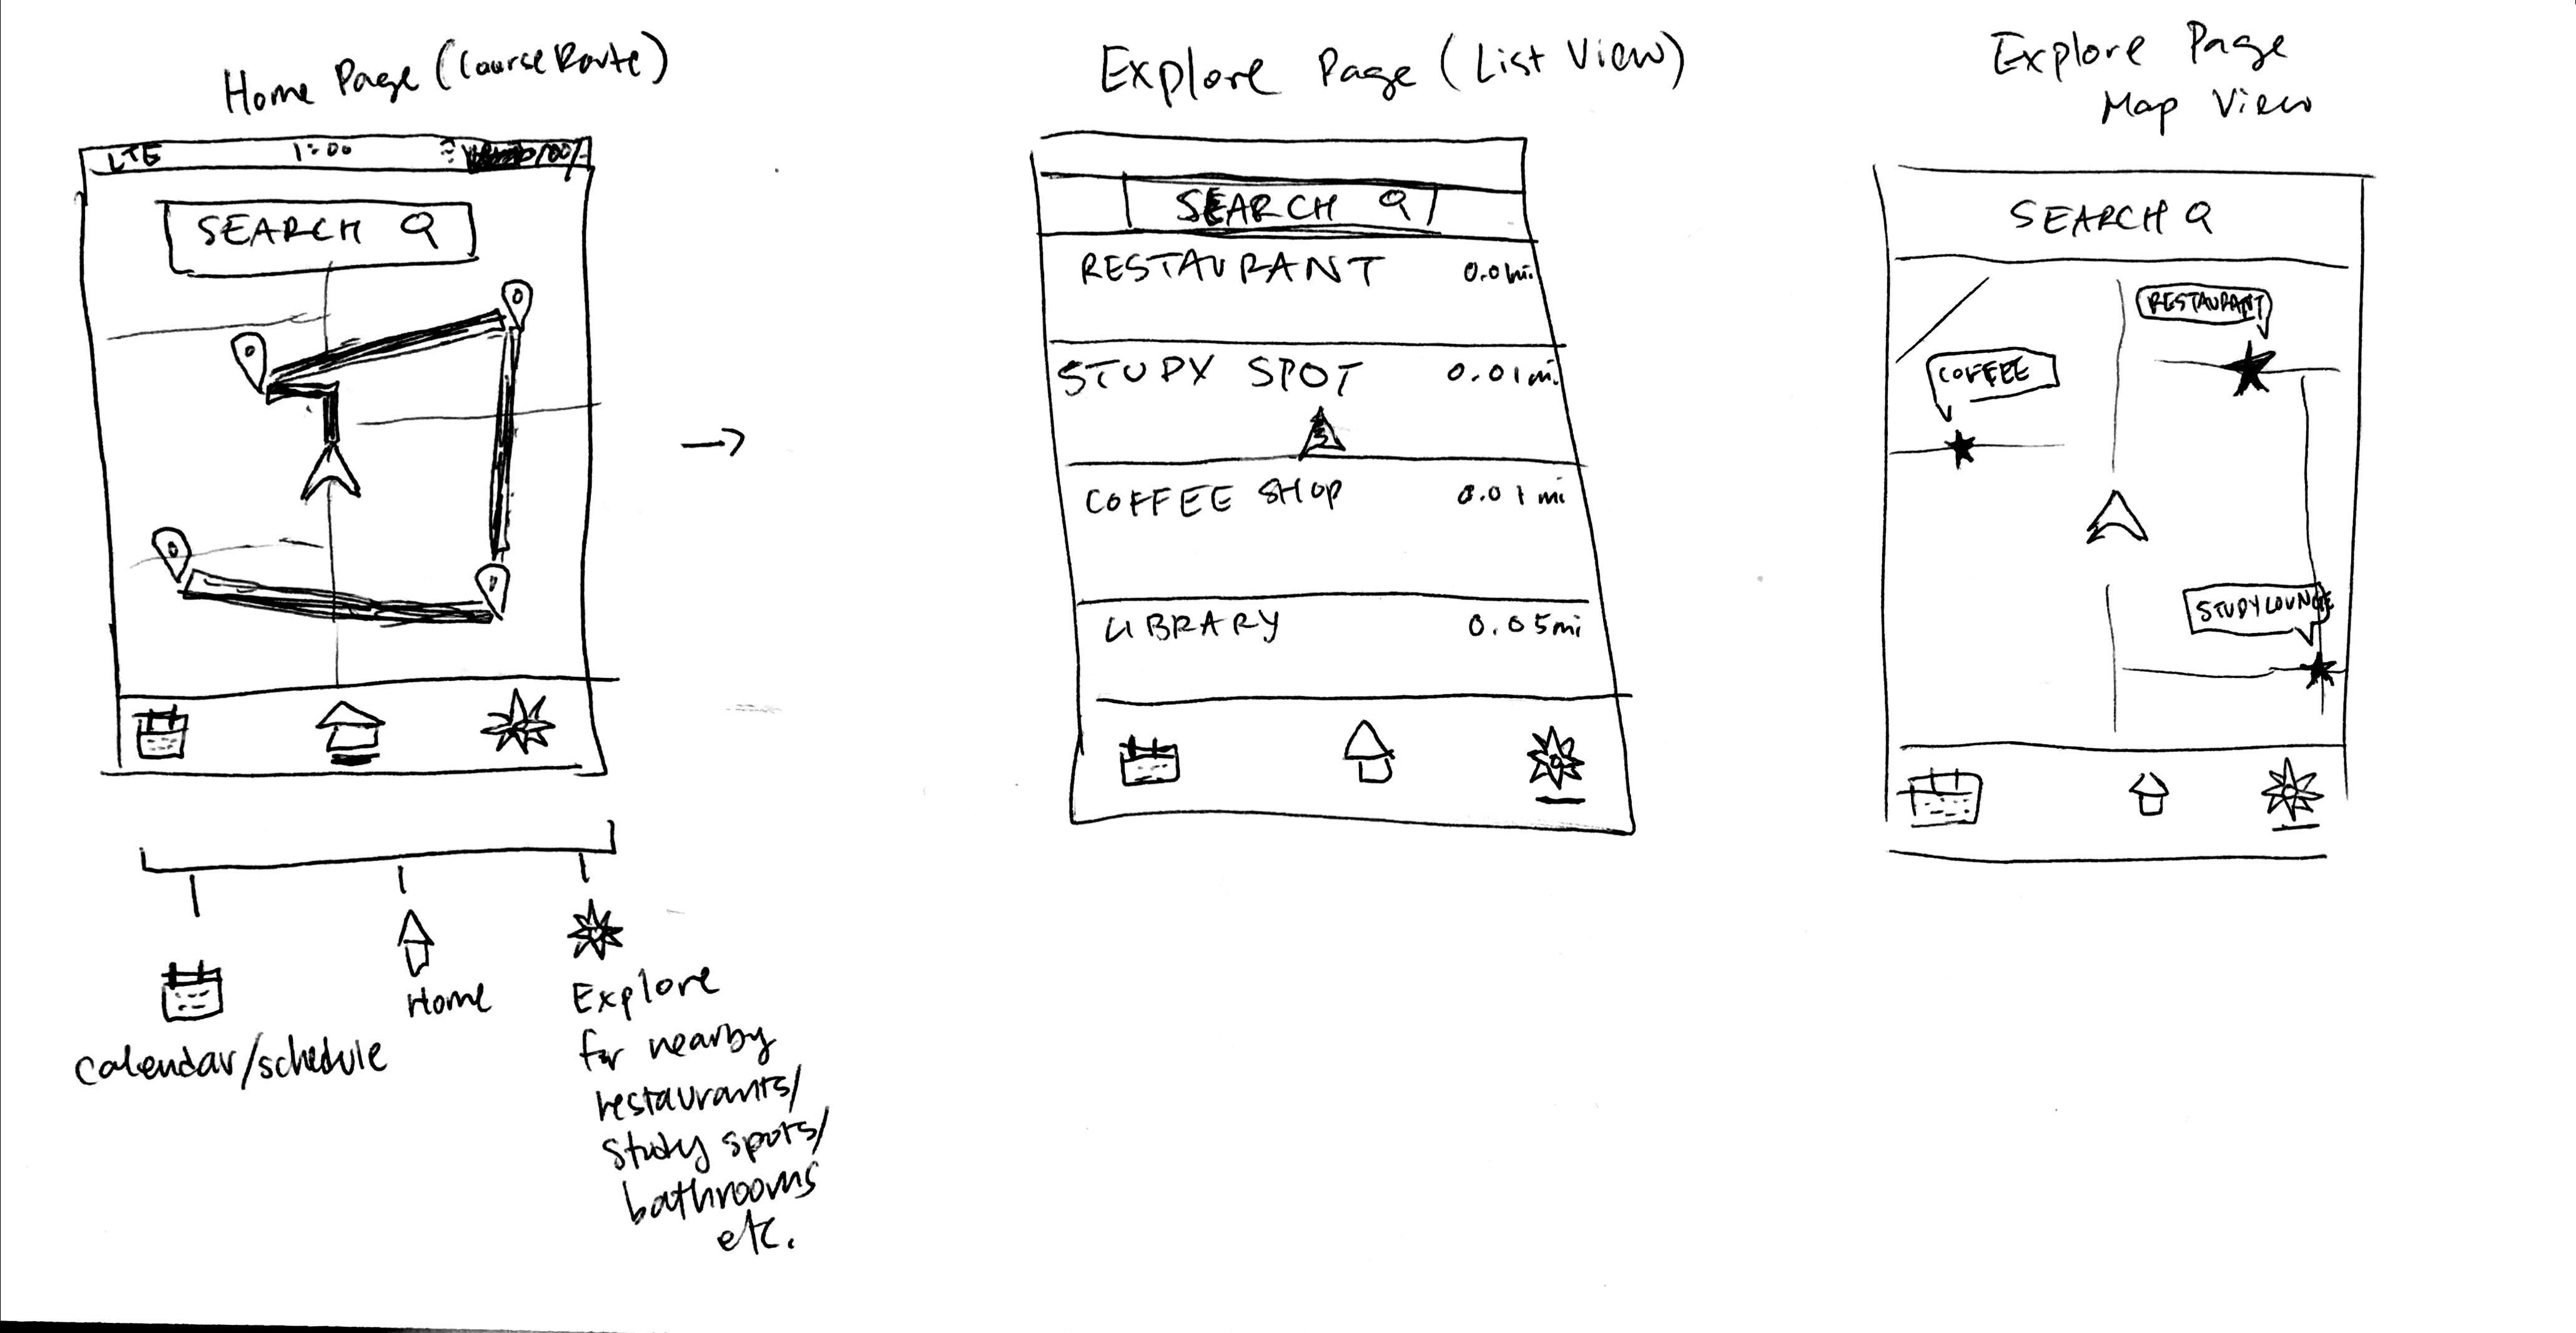 Home Page (Course Route)
LTE 1:00 100%
SEARCH
Calendar/schedule
Home
Explore
for nearby
restaurants/
study spots/
bathrooms
etc.
Explore Page (List View)
SEARCH
RESTAURANT 0.01mi.
STUDY SPOT 0.01mi.
COFFEE SHOP 0.01 mi
LIBRARY 0.05mi
Explore Page
Map View
SEARCH
RESTAURANT
COFFEE
STUDY LOUNGE